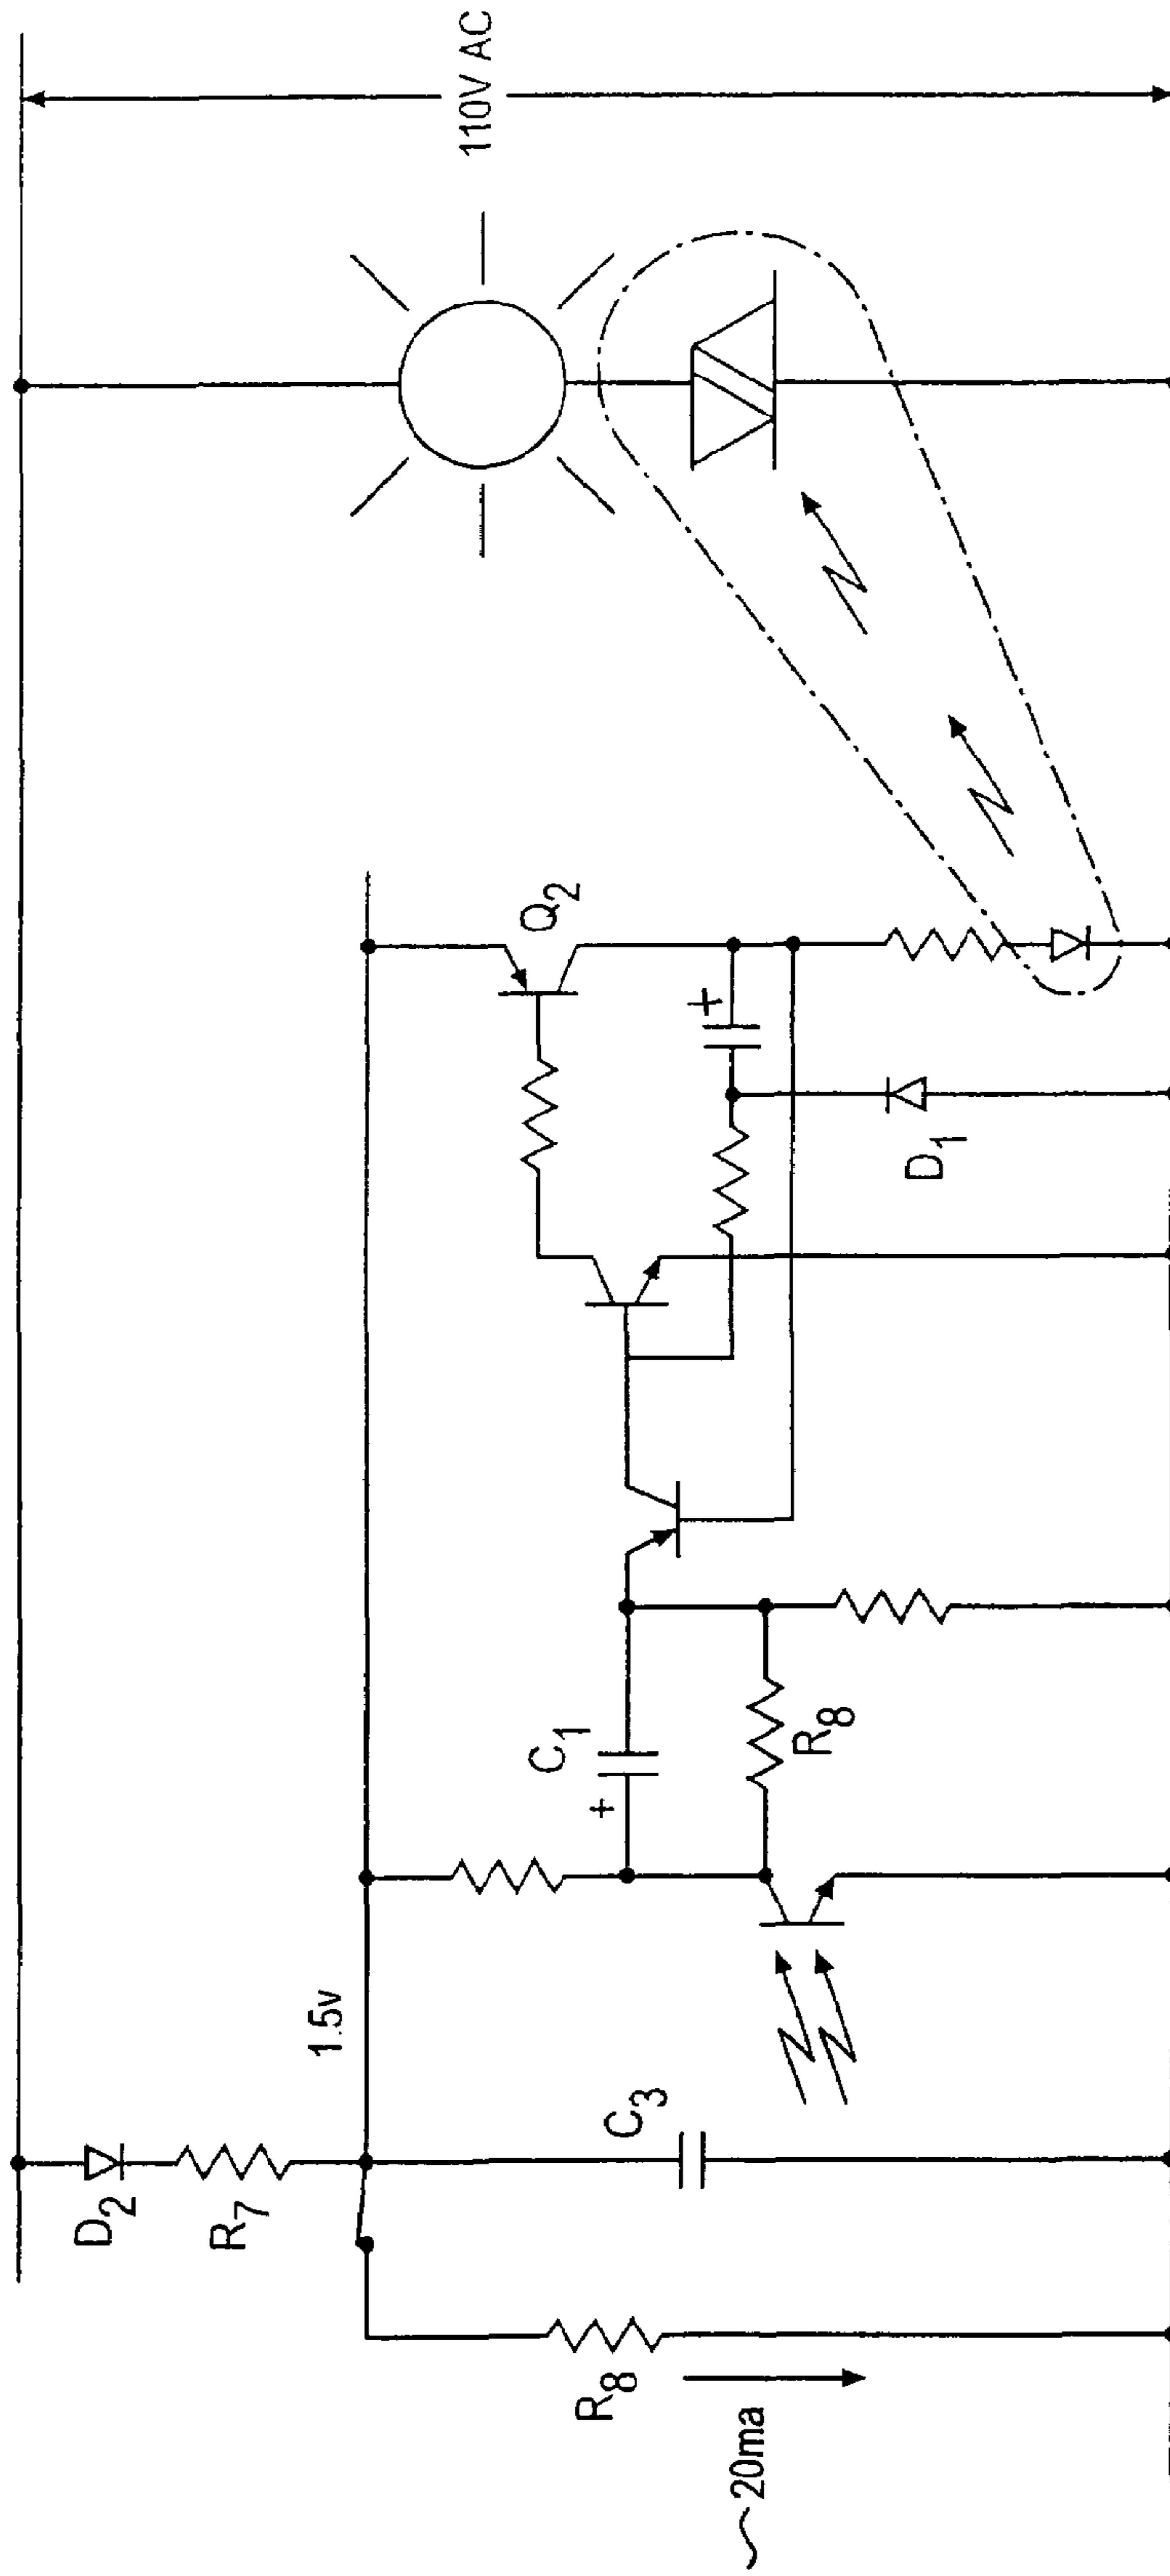 110V AC
Q2
D1
C1
+
+
R8
1.5v
C3
D2
R7
R8
~20ma